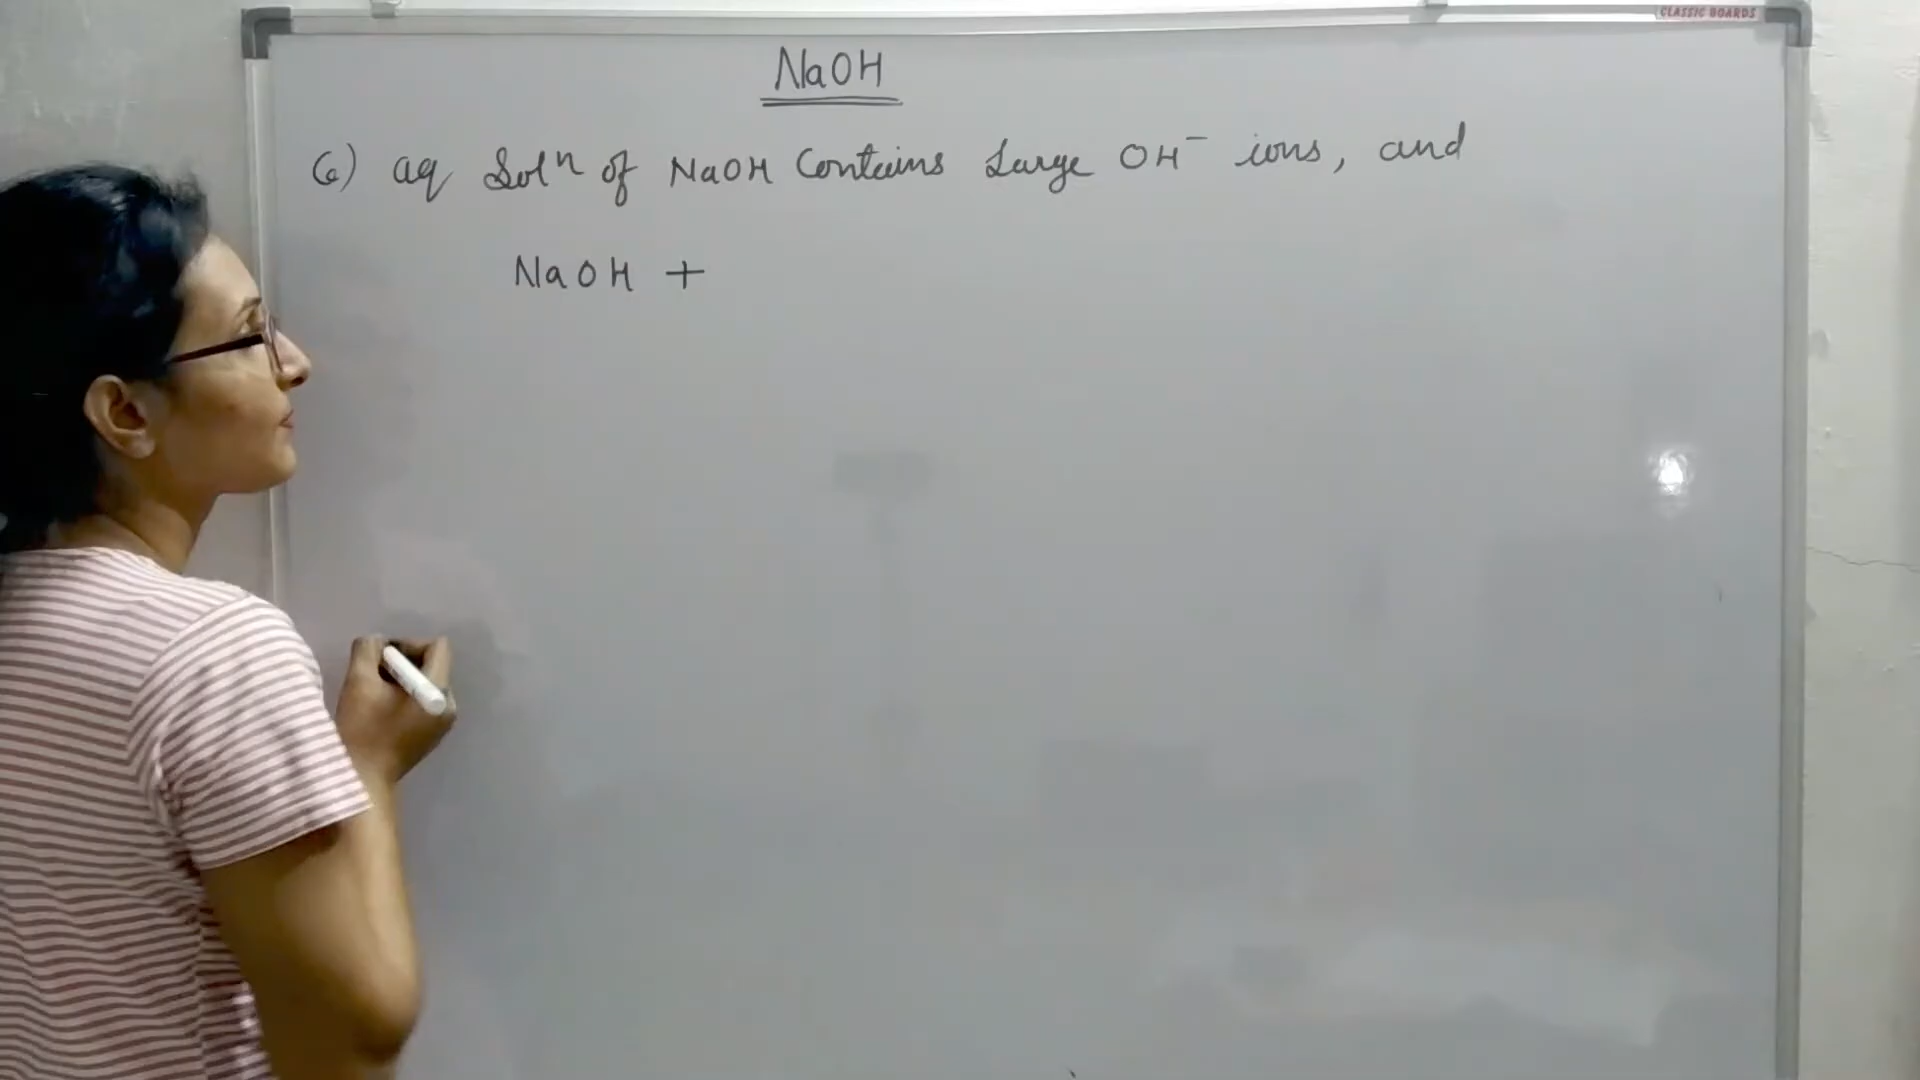 CLASSIC BOARDS
NaOH
6) aq Solⁿ of NaOH Contains Large OH⁻ ions, and
NaOH +